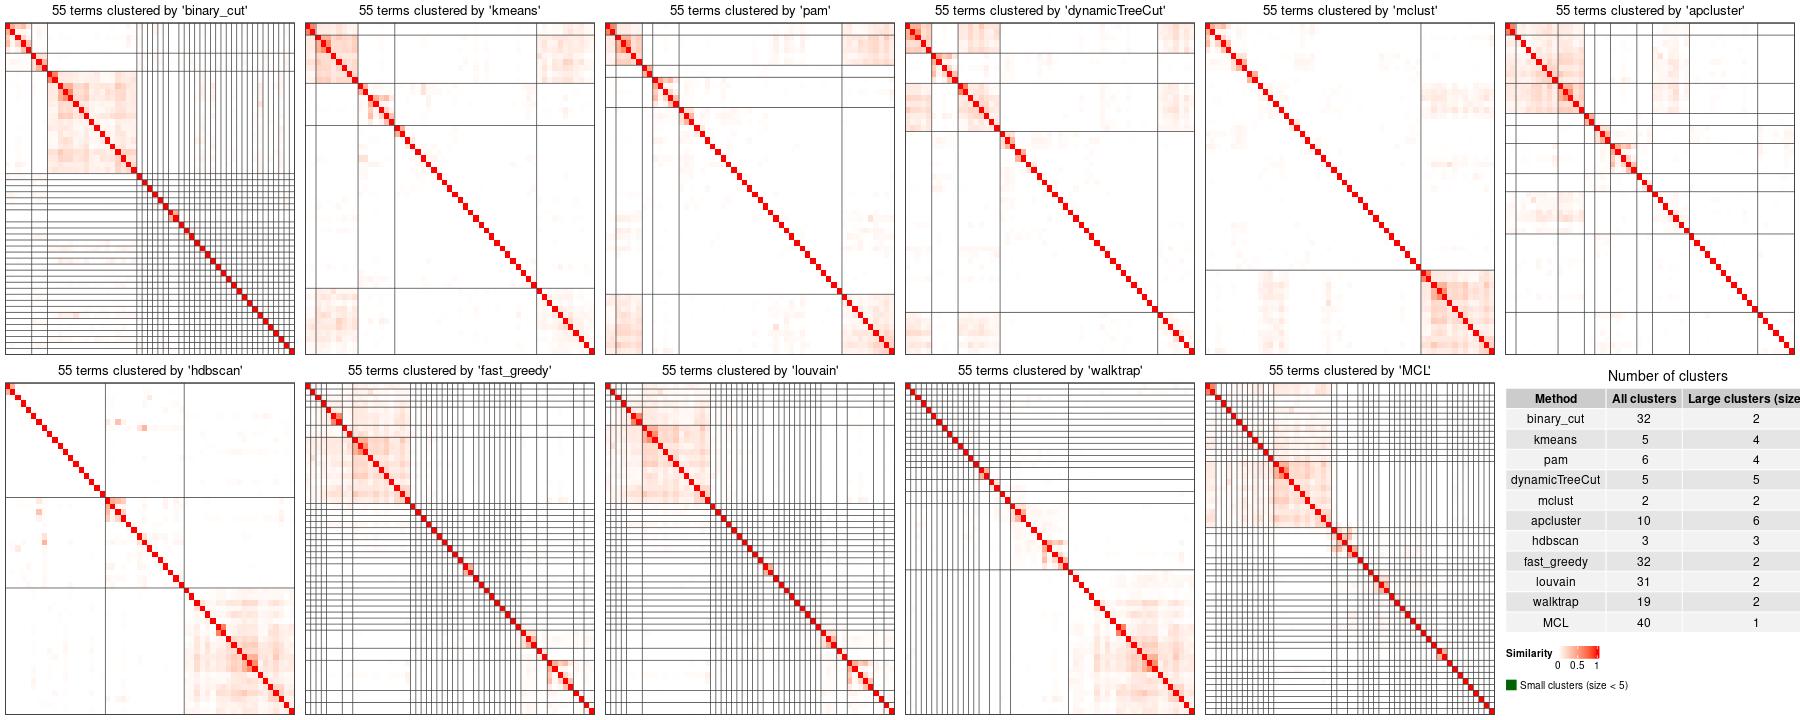 55 terms clustered by 'binary_cut'
55 terms clustered by 'kmeans'
55 terms clustered by 'pam'
55 terms clustered by 'dynamicTreeCut'
55 terms clustered by 'mclust'
55 terms clustered by 'apcluster'
55 terms clustered by 'hdbscan'
55 terms clustered by 'fast_greedy'
55 terms clustered by 'louvain'
55 terms clustered by 'walktrap'
55 terms clustered by 'MCL'
Number of clusters
Method All clusters Large clusters (size
binary_cut 32 2
kmeans 5 4
pam 6 4
dynamicTreeCut 5 5
mclust 2 2
apcluster 10 6
hdbscan 3 3
fast_greedy 32 2
louvain 31 2
walktrap 19 2
MCL 40 1
Similarity
0 0.5 1
Small clusters (size < 5)